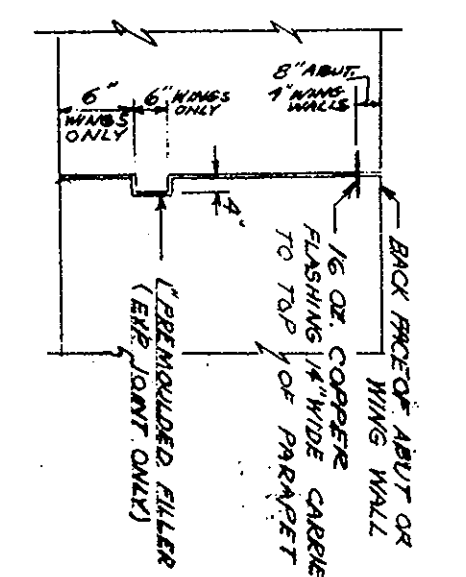 8" ABUT.
4" WING
WALLS
6"
WINGS
ONLY
6" WINGS
ONLY
4"
BACK FACE OF ABUT OR
WING WALL
16 OZ. COPPER
FLASHING 14" WIDE CARRIE
TO TOP OF PARAPET
1" PREMOULDED FILLER
(EXP. JOINT ONLY)